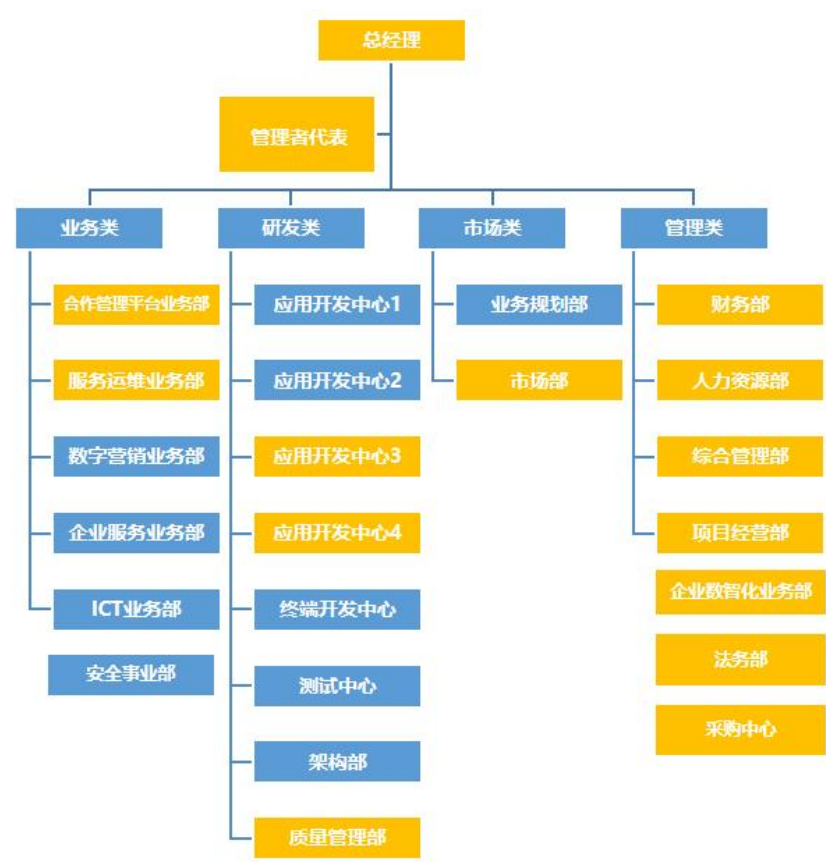 总经理
管理者代表
业务类
研发类
市场类
管理类
合作管理平台业务部
应用开发中心1
业务规划部
财务部
服务运维业务部
应用开发中心2
市场部
人力资源部
数字营销业务部
应用开发中心3
综合管理部
企业服务业务部
应用开发中心4
项目经营部
ICT业务部
终端开发中心
企业数智化业务部
安全事业部
测试中心
法务部
架构部
采购中心
质量管理部